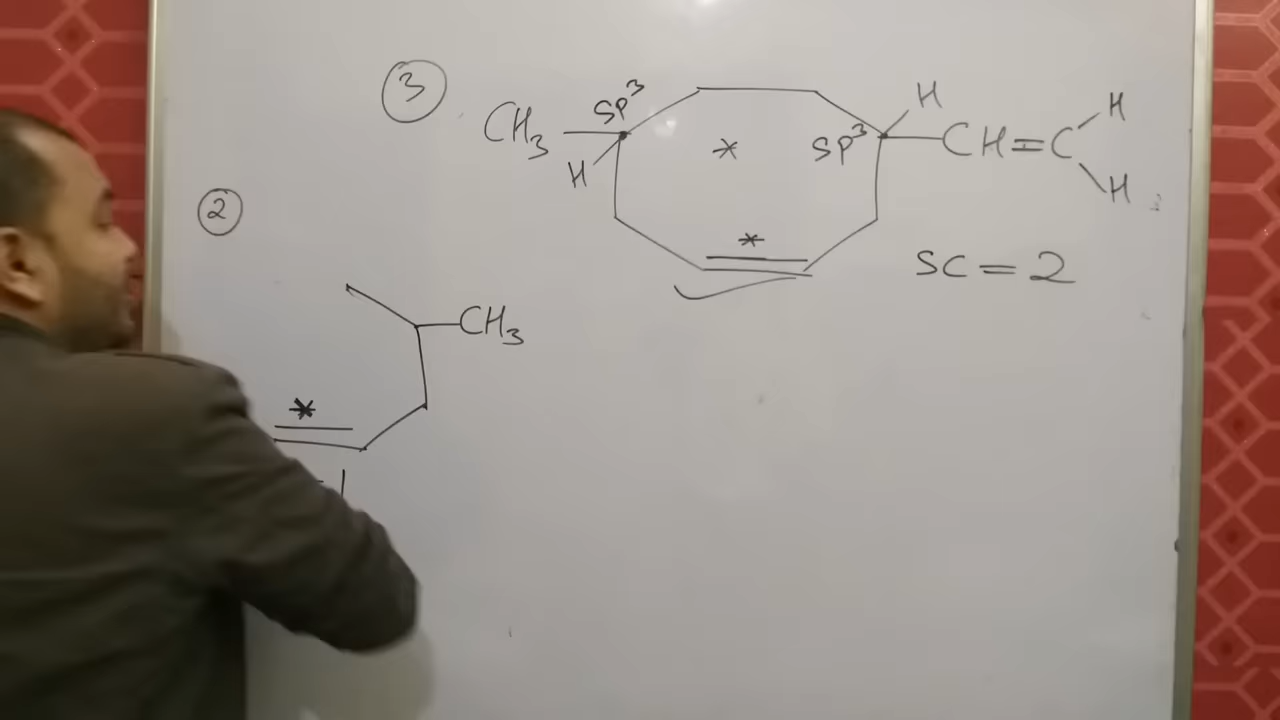 ③
CH₃ SP³ H * SP³ H CH=C H H
*
SC=2
②
CH₃
*